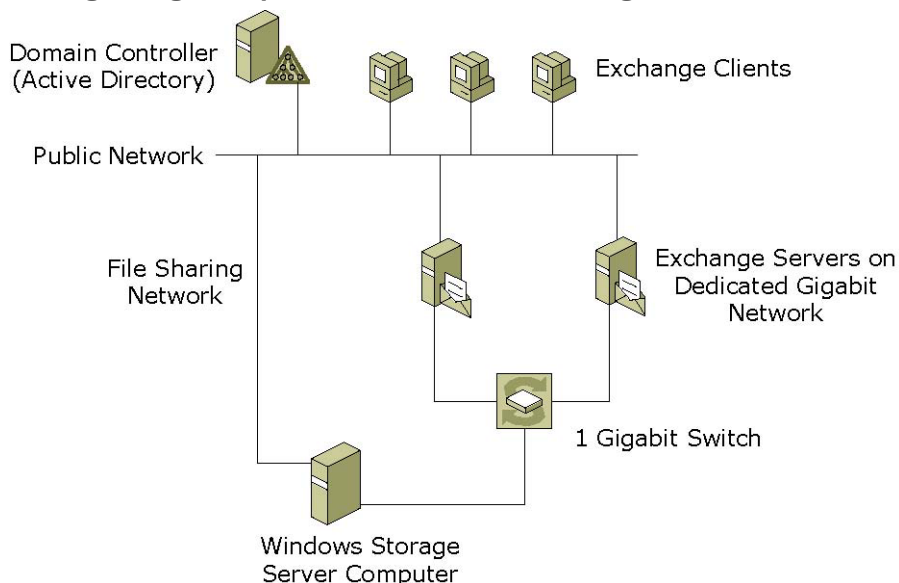 Domain Controller
(Active Directory)
Exchange Clients
Public Network
File Sharing
Network
Exchange Servers on
Dedicated Gigabit
Network
1 Gigabit Switch
Windows Storage
Server Computer